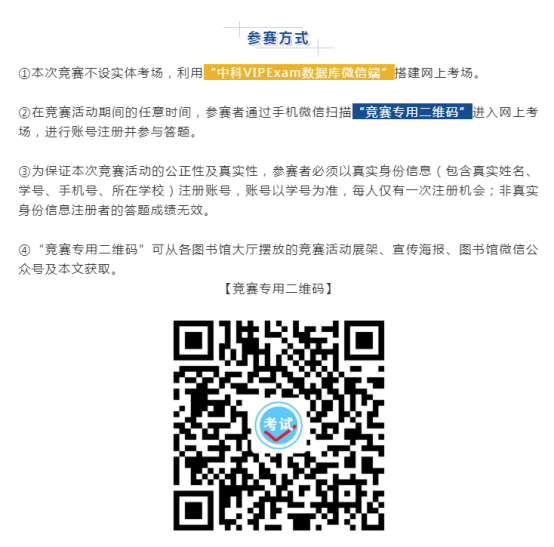 参赛方式
①本次竞赛不设实体考场，利用“中科VIPExam数据库微信端”搭建网上考场。
②在竞赛活动期间的任意时间，参赛者通过手机微信扫描“竞赛专用二维码”进入网上考
场，进行账号注册并参与答题。
③为保证本次竞赛活动的公正性及真实性，参赛者必须以真实身份信息（包含真实姓名、
学号、手机号、所在学校）注册账号，账号以学号为准，每人仅有一次注册机会；非真实
身份信息注册者的答题成绩无效。
④“竞赛专用二维码”可从各图书馆大厅摆放的竞赛活动展架、宣传海报、图书馆微信公
众号及本文获取。
【竞赛专用二维码】
考试